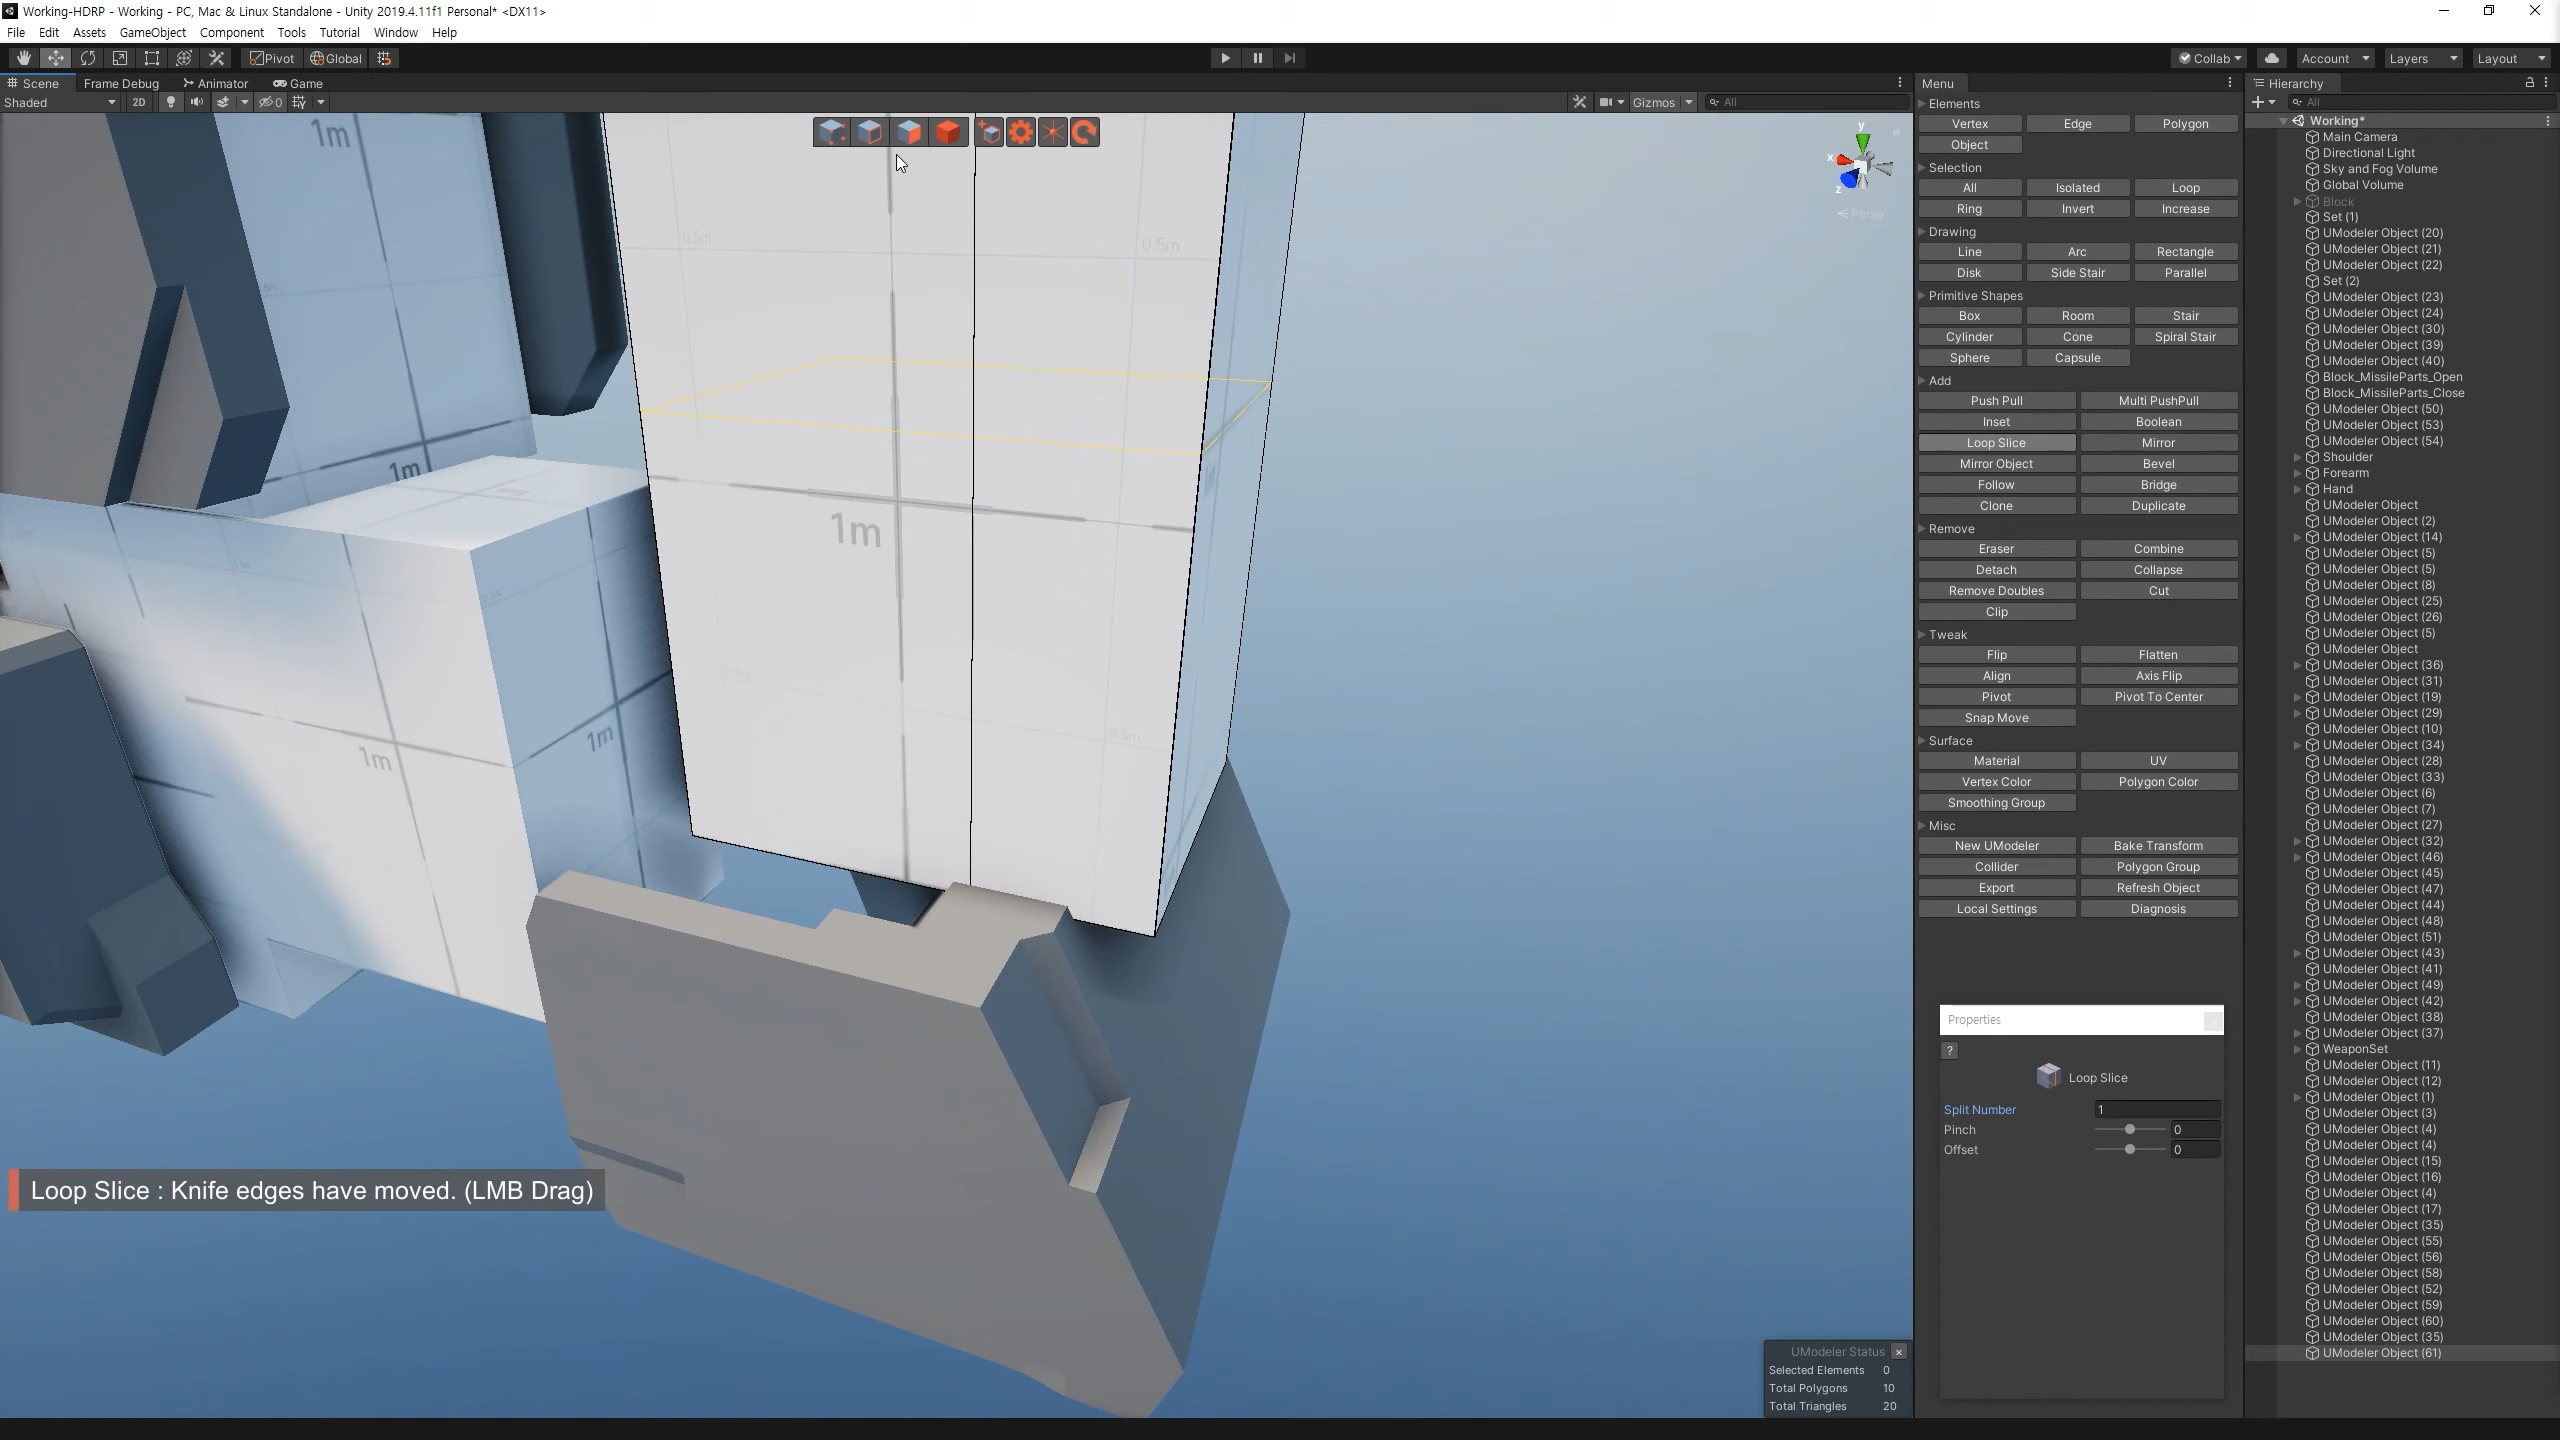 Working-HDRP - Working - PC, Mac & Linux Standalone - Unity 2019.4.11f1 Personal* <DX11>
File Edit Assets GameObject Component Tools Tutorial Window Help
Pivot Global Collab Account Layers Layout
Scene Frame Debug Animator Game
Shaded 2D 0 Gizmos All
1m
0.5m
0.5m
y
x
z
Persp
1m
1m
1m
1m
0.5m
Loop Slice : Knife edges have moved. (LMB Drag)
UModeler Status
Selected Elements 0
Total Polygons 10
Total Triangles 20
Menu
Elements
Vertex Edge Polygon
Object
Selection
All Isolated Loop
Ring Invert Increase
Drawing
Line Arc Rectangle
Disk Side Stair Parallel
Primitive Shapes
Box Room Stair
Cylinder Cone Spiral Stair
Sphere Capsule
Add
Push Pull Multi PushPull
Inset Boolean
Loop Slice Mirror
Mirror Object Bevel
Follow Bridge
Clone Duplicate
Remove
Eraser Combine
Detach Collapse
Remove Doubles Cut
Clip
Tweak
Flip Flatten
Align Axis Flip
Pivot Pivot To Center
Snap Move
Surface
Material UV
Vertex Color Polygon Color
Smoothing Group
Misc
New UModeler Bake Transform
Collider Polygon Group
Export Refresh Object
Local Settings Diagnosis
Properties
?
Loop Slice
Split Number 1
Pinch 0
Offset 0
Hierarchy
All
Working*
Main Camera
Directional Light
Sky and Fog Volume
Global Volume
Block
Set (1)
UModeler Object (20)
UModeler Object (21)
UModeler Object (22)
Set (2)
UModeler Object (23)
UModeler Object (24)
UModeler Object (30)
UModeler Object (39)
UModeler Object (40)
Block_MissileParts_Open
Block_MissileParts_Close
UModeler Object (50)
UModeler Object (53)
UModeler Object (54)
Shoulder
Forearm
Hand
UModeler Object
UModeler Object (2)
UModeler Object (14)
UModeler Object (5)
UModeler Object (5)
UModeler Object (8)
UModeler Object (25)
UModeler Object (26)
UModeler Object (5)
UModeler Object
UModeler Object (36)
UModeler Object (31)
UModeler Object (19)
UModeler Object (29)
UModeler Object (10)
UModeler Object (34)
UModeler Object (28)
UModeler Object (33)
UModeler Object (6)
UModeler Object (7)
UModeler Object (27)
UModeler Object (32)
UModeler Object (46)
UModeler Object (45)
UModeler Object (47)
UModeler Object (44)
UModeler Object (48)
UModeler Object (51)
UModeler Object (43)
UModeler Object (41)
UModeler Object (49)
UModeler Object (42)
UModeler Object (38)
UModeler Object (37)
WeaponSet
UModeler Object (11)
UModeler Object (12)
UModeler Object (1)
UModeler Object (3)
UModeler Object (4)
UModeler Object (4)
UModeler Object (15)
UModeler Object (16)
UModeler Object (4)
UModeler Object (17)
UModeler Object (35)
UModeler Object (55)
UModeler Object (56)
UModeler Object (58)
UModeler Object (52)
UModeler Object (59)
UModeler Object (60)
UModeler Object (35)
UModeler Object (61)